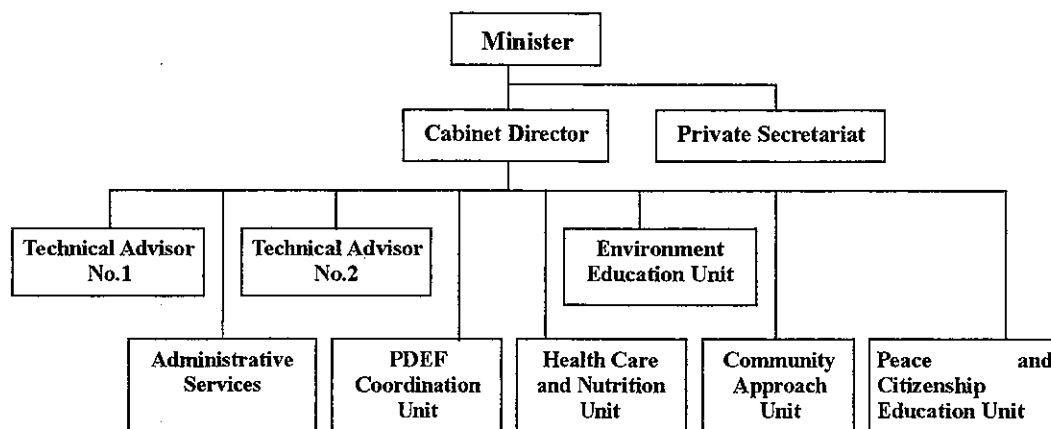 Minister
Cabinet Director
Private Secretariat
Technical Advisor
No.1
Technical Advisor
No.2
Environment
Education Unit
Administrative
Services
PDEF
Coordination
Unit
Health Care
and Nutrition
Unit
Community
Approach
Unit
Peace and
Citizenship
Education Unit